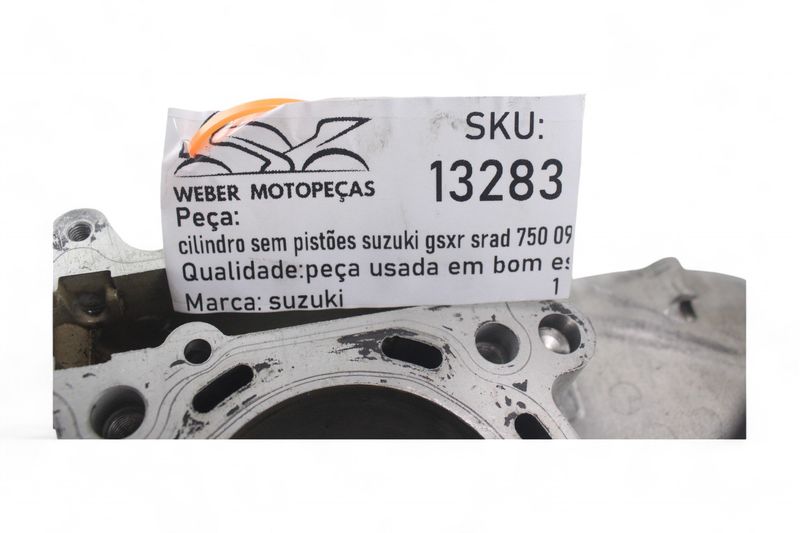 SKU:
13283
WEBER MOTOPEÇAS
Peça:
cilindro sem pistões suzuki gsxr srad 750 09
Qualidade:peça usada em bom es
Marca: suzuki 1